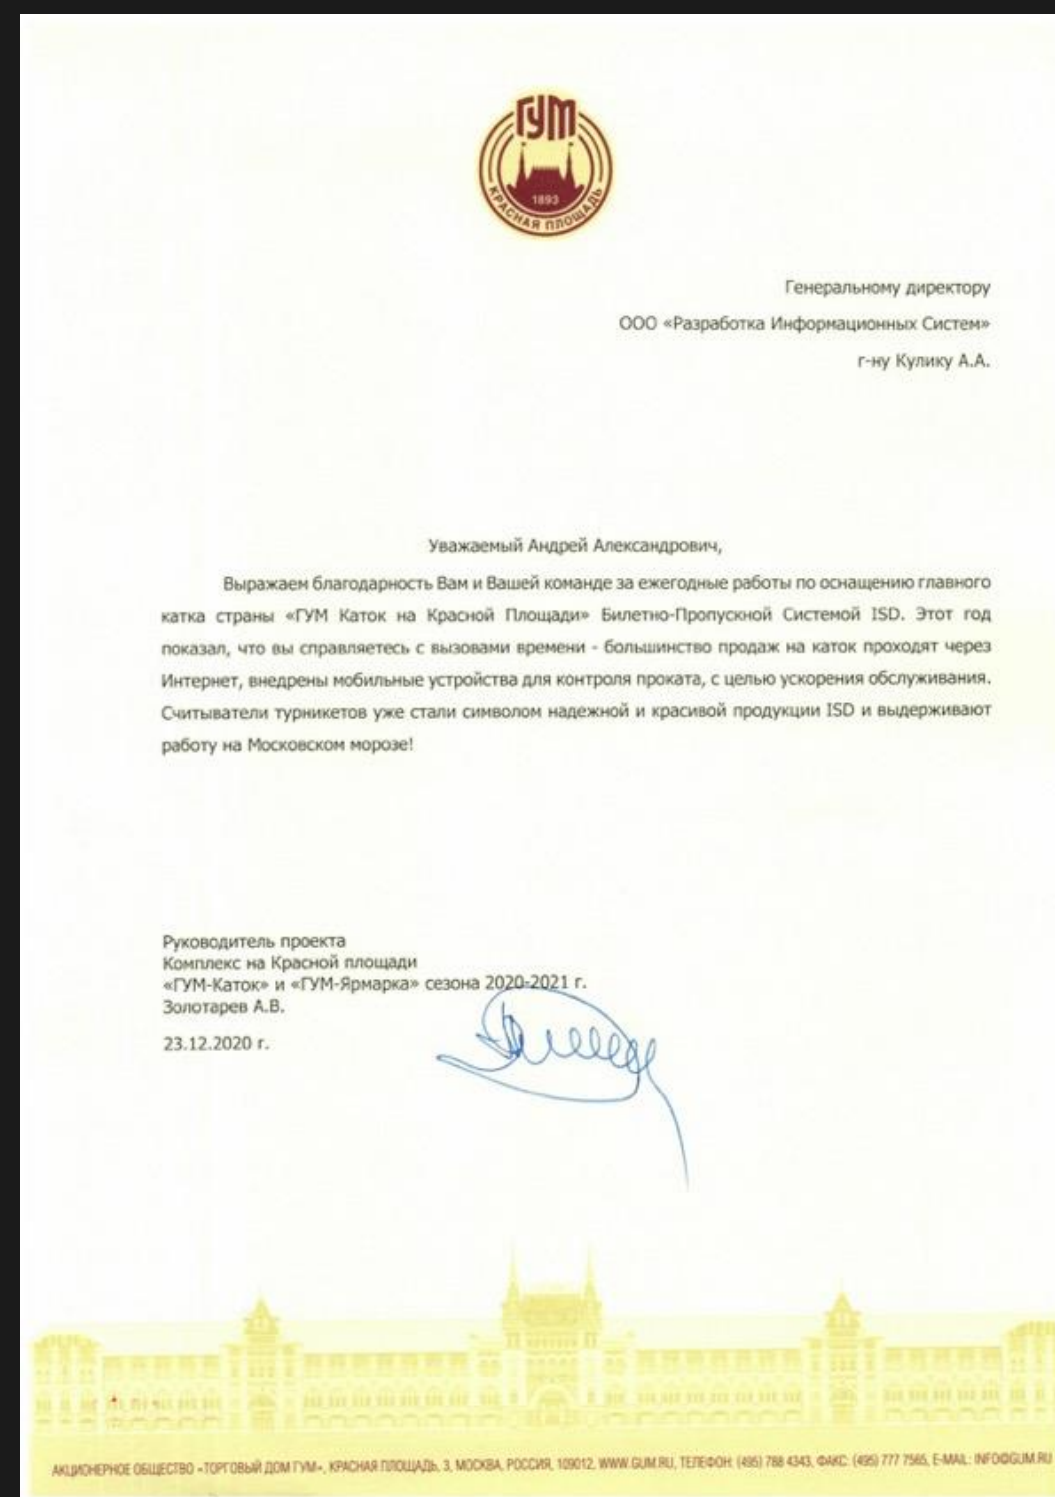 ГУМ
1893
КРАСНАЯ ПЛОЩАДЬ
Генеральному директору
ООО «Разработка Информационных Систем»
г-ну Кулику А.А.
Уважаемый Андрей Александрович,
Выражаем благодарность Вам и Вашей команде за ежегодные работы по оснащению главного
катка страны «ГУМ Каток на Красной Площади» Билетно-Пропускной Системой ISD. Этот год
показал, что вы справляетесь с вызовами времени - большинство продаж на каток проходят через
Интернет, внедрены мобильные устройства для контроля проката, с целью ускорения обслуживания.
Считыватели турникетов уже стали символом надежной и красивой продукции ISD и выдерживают
работу на Московском морозе!
Руководитель проекта
Комплекс на Красной площади
«ГУМ-Каток» и «ГУМ-Ярмарка» сезона 2020-2021 г.
Золотарев А.В.
23.12.2020 г.
АКЦИОНЕРНОЕ ОБЩЕСТВО «ТОРГОВЫЙ ДОМ ГУМ», КРАСНАЯ ПЛОЩАДЬ, 3, МОСКВА, РОССИЯ, 109012, WWW.GUM.RU, ТЕЛЕФОН: (495) 788 4343, ФАКС: (495) 777 7565, E-MAIL: INFO@GUM.RU